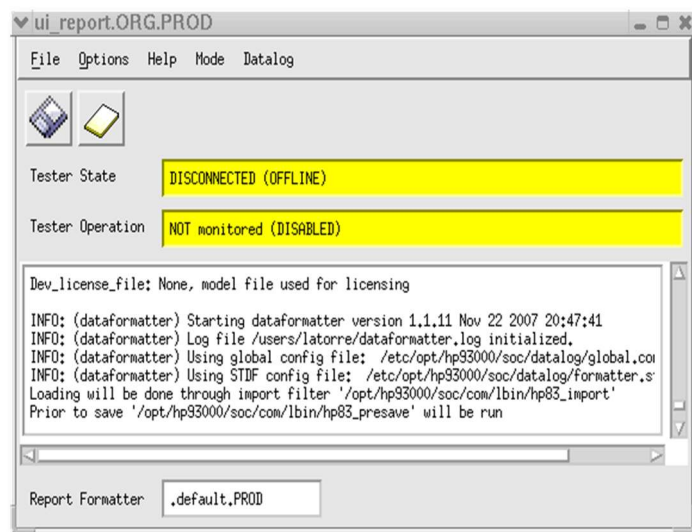 ui_report.ORG.PROD
File Options Help Mode Datalog
Tester State DISCONNECTED (OFFLINE)
Tester Operation NOT monitored (DISABLED)
Dev_license_file: None, model file used for licensing
INFO: (dataformatter) Starting dataformatter version 1.1.11 Nov 22 2007 20:47:41
INFO: (dataformatter) Log file /users/latorre/dataformatter.log initialized.
INFO: (dataformatter) Using global config file: /etc/opt/hp93000/soc/datalog/global.co
INFO: (dataformatter) Using STDF config file: /etc/opt/hp93000/soc/datalog/formatter.s
Loading will be done through import filter '/opt/hp93000/soc/com/lbin/hp83_import'
Prior to save '/opt/hp93000/soc/com/lbin/hp83_presave' will be run
Report Formatter .default.PROD